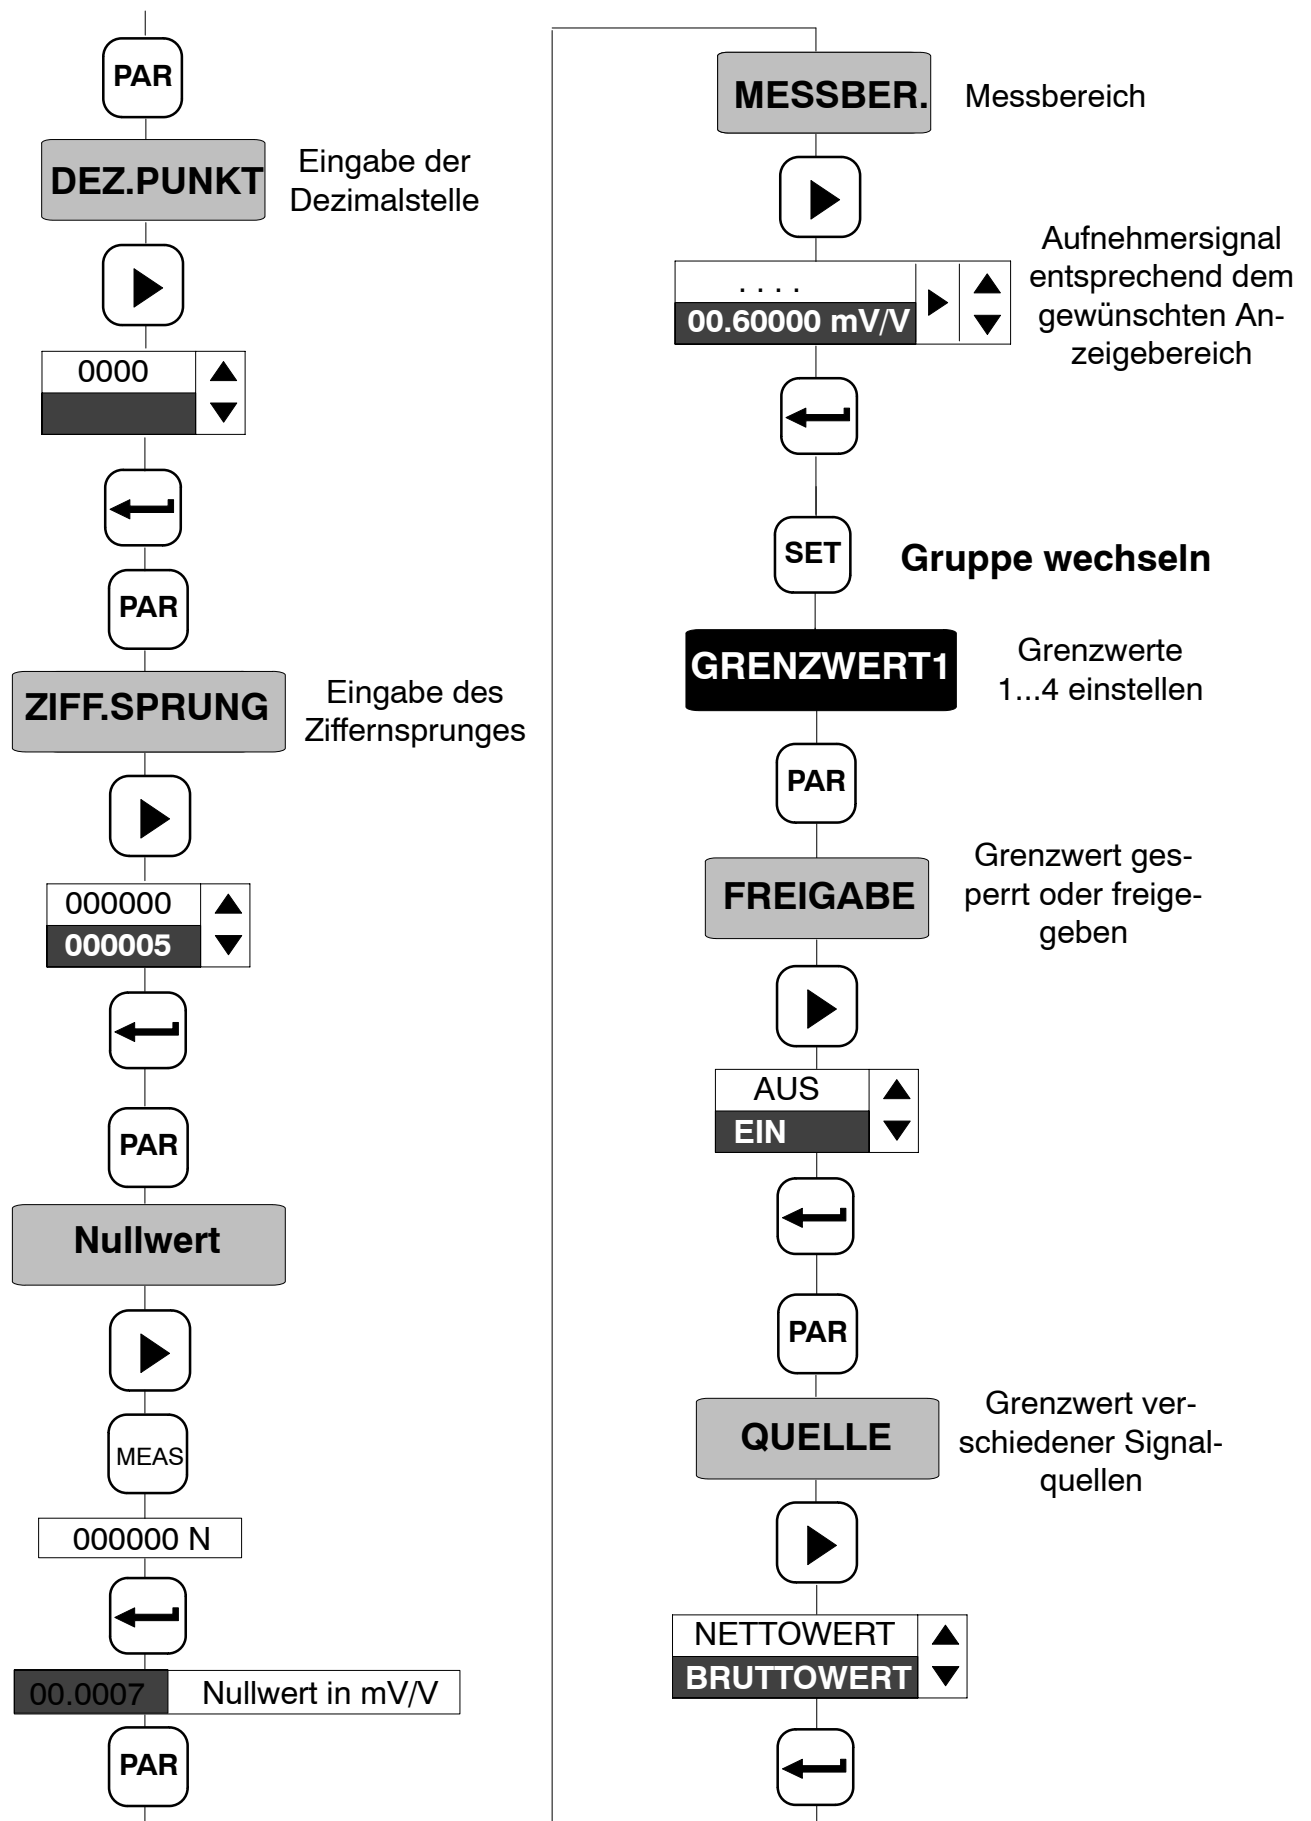 PAR
DEZ.PUNKT
Eingabe der
Dezimalstelle
0000
PAR
ZIFF.SPRUNG
Eingabe des
Ziffernsprunges
000000
000005
PAR
Nullwert
MEAS
000000 N
00.0007
Nullwert in mV/V
PAR
MESSBER.
Messbereich
. . . .
00.60000 mV/V
Aufnehmersignal
entsprechend dem
gewünschten An-
zeigebereich
SET
Gruppe wechseln
GRENZWERT1
Grenzwerte
1...4 einstellen
PAR
FREIGABE
Grenzwert ges-
perrt oder freige-
geben
AUS
EIN
PAR
QUELLE
Grenzwert ver-
schiedener Signal-
quellen
NETTOWERT
BRUTTOWERT